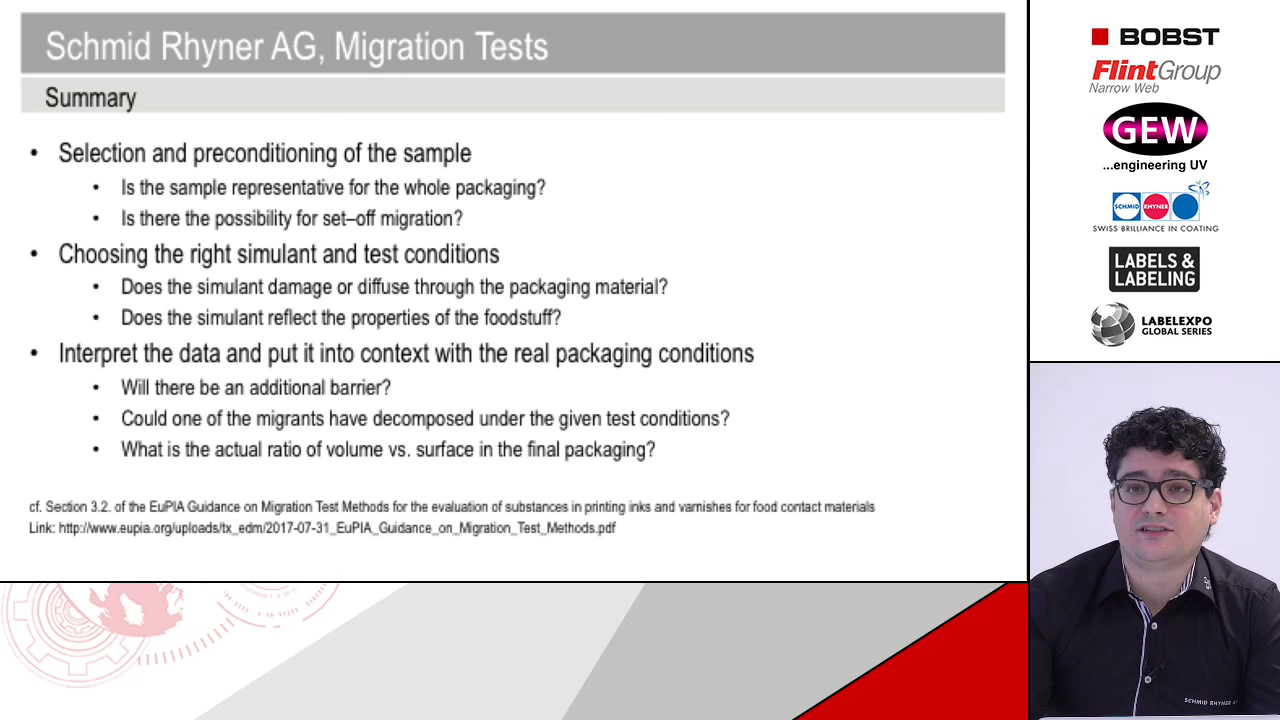 Schmid Rhyner AG, Migration Tests
Summary
• Selection and preconditioning of the sample
• Is the sample representative for the whole packaging?
• Is there the possibility for set–off migration?
• Choosing the right simulant and test conditions
• Does the simulant damage or diffuse through the packaging material?
• Does the simulant reflect the properties of the foodstuff?
• Interpret the data and put it into context with the real packaging conditions
• Will there be an additional barrier?
• Could one of the migrants have decomposed under the given test conditions?
• What is the actual ratio of volume vs. surface in the final packaging?
cf. Section 3.2. of the EuPIA Guidance on Migration Test Methods for the evaluation of substances in printing inks and varnishes for food contact materials
Link: http://www.eupia.org/uploads/tx_edm/2017-07-31_EuPIA_Guidance_on_Migration_Test_Methods.pdf
BOBST
FlintGroup
Narrow Web
GEW
...engineering UV
SCHMID RHYNER
SWISS BRILLIANCE IN COATING
LABELS &
LABELING
LABELEXPO
GLOBAL SERIES
SCHMID RHYNER